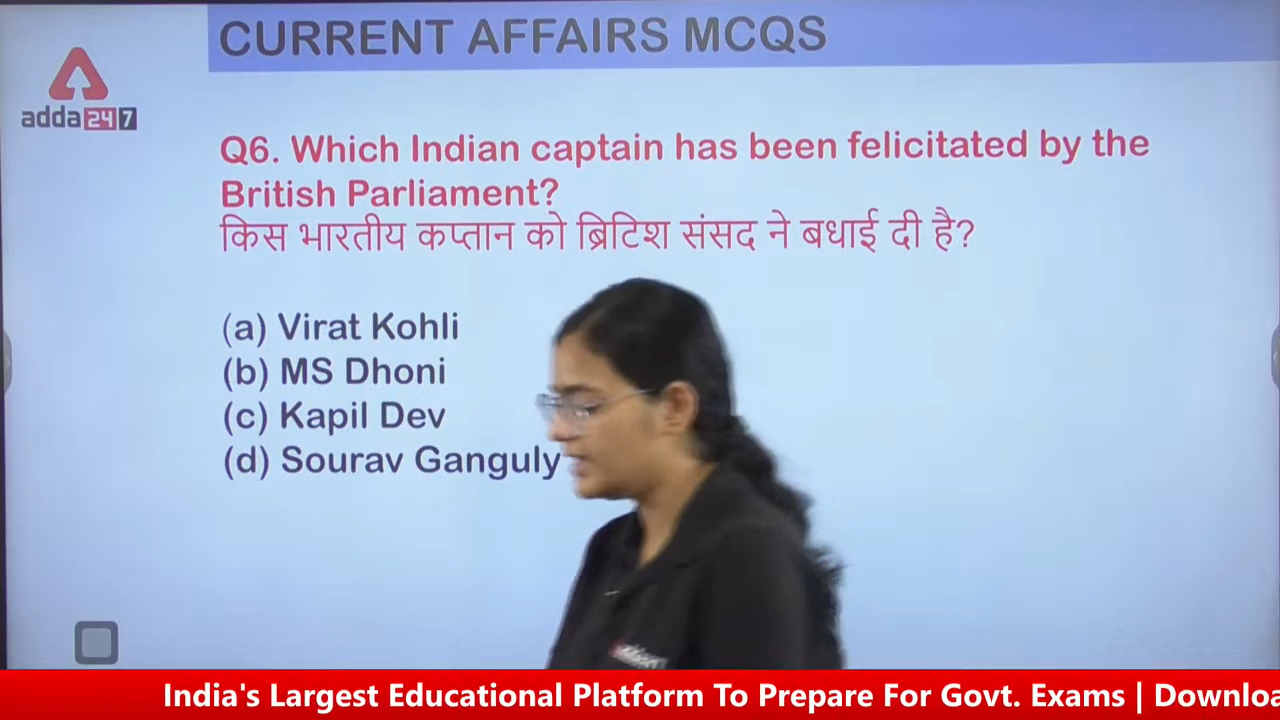 CURRENT AFFAIRS MCQS
adda247
Q6. Which Indian captain has been felicitated by the
British Parliament?
किस भारतीय कप्तान को ब्रिटिश संसद ने बधाई दी है?
(a) Virat Kohli
(b) MS Dhoni
(c) Kapil Dev
(d) Sourav Ganguly
India's Largest Educational Platform To Prepare For Govt. Exams | Downloa